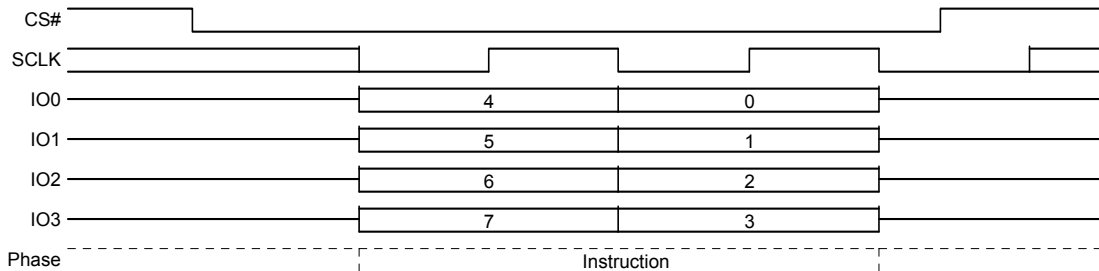 CS#
SCLK
IO0 4 0
IO1 5 1
IO2 6 2
IO3 7 3
Phase Instruction